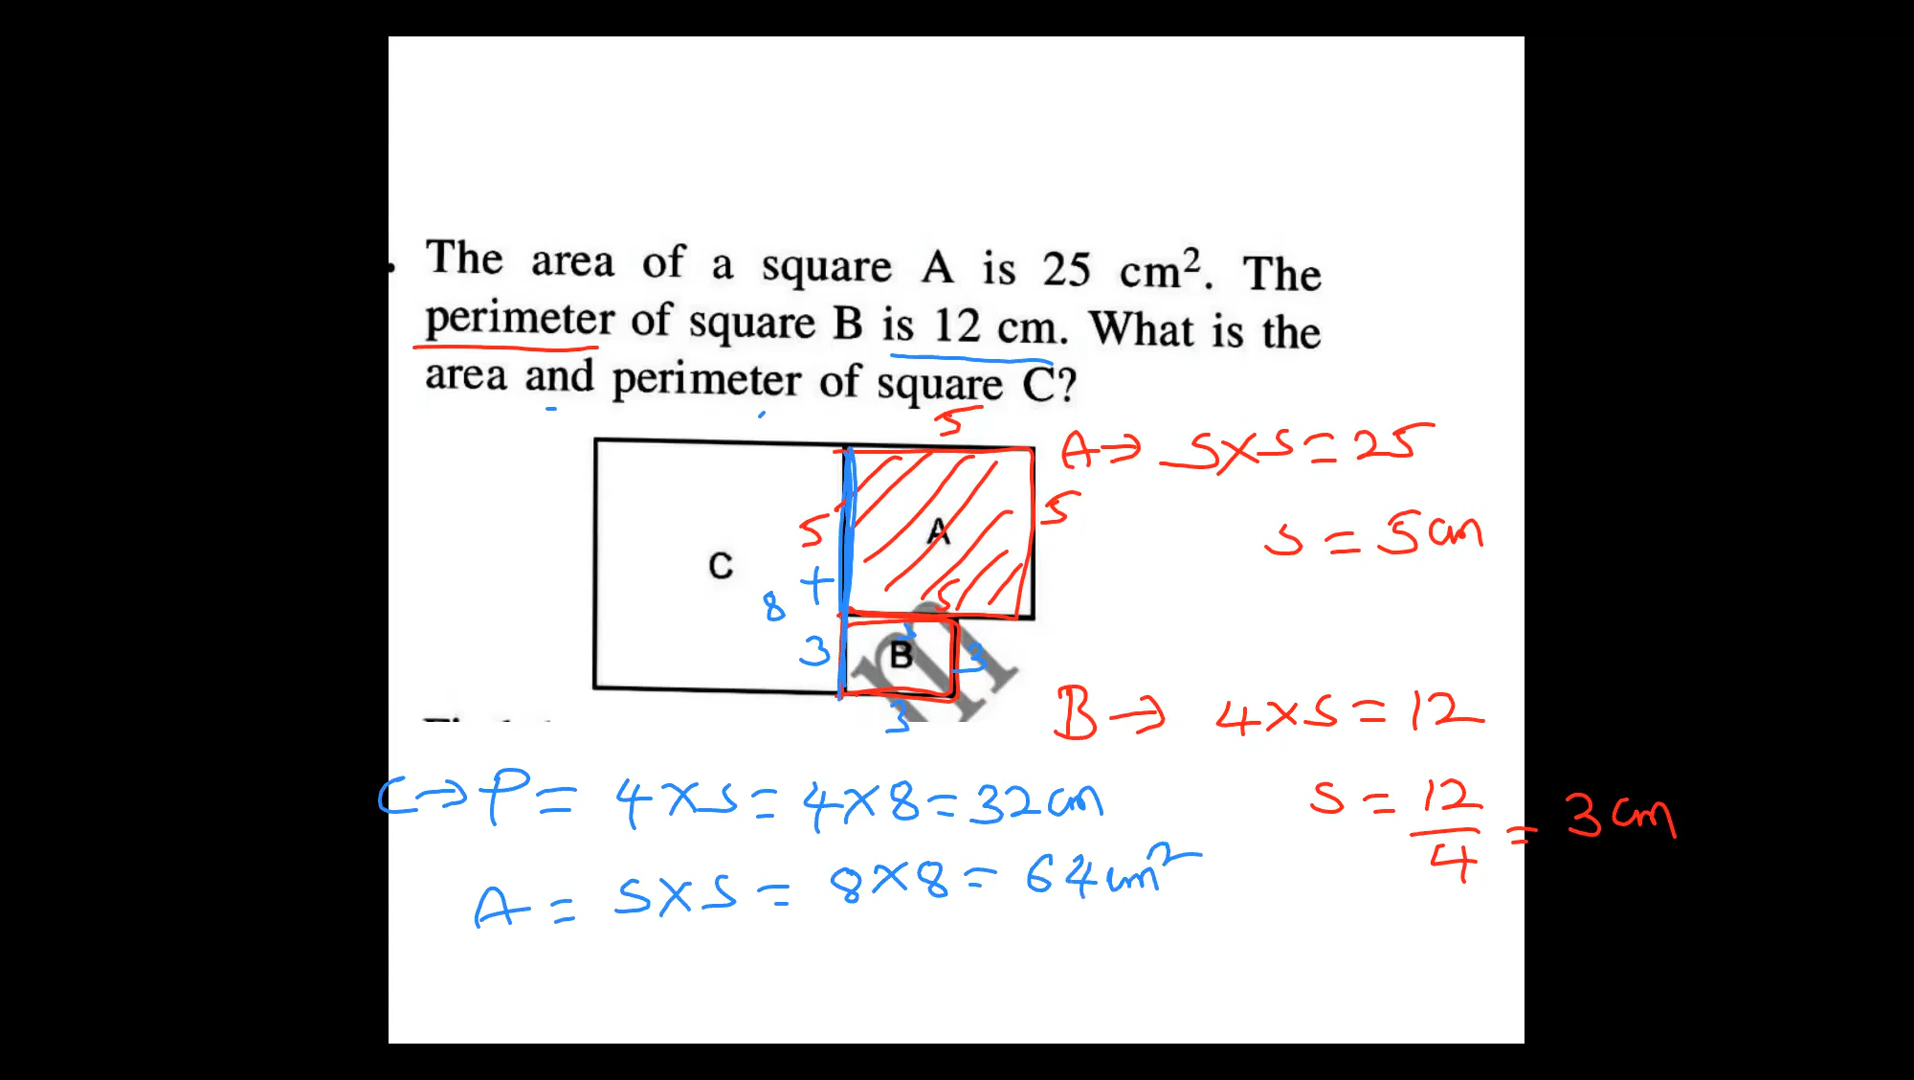 . The area of a square A is 25 cm². The
perimeter of square B is 12 cm. What is the
area and perimeter of square C?
5
A→ s×s=25
5
5
A
s = 5cm
C
+
8
5
3
B
3
3
B→ 4×s=12
C→P= 4×s=4×8=32cm
s = 12/4 = 3cm
A= s×s= 8×8= 64cm²